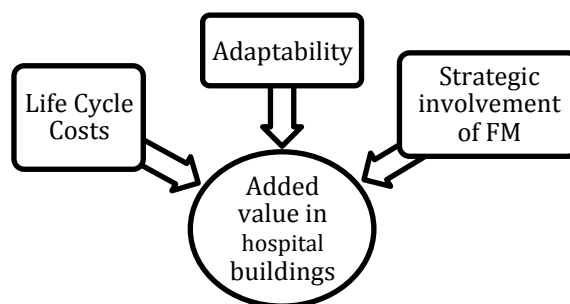 Adaptability
Life Cycle
Costs
Strategic
involvement
of FM
Added
value in
hospital
buildings